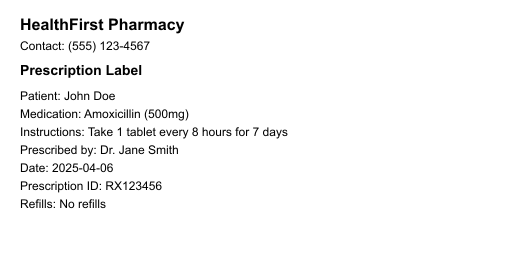 HealthFirst Pharmacy
Contact: (555) 123-4567
Prescription Label
Patient: John Doe
Medication: Amoxicillin (500mg)
Instructions: Take 1 tablet every 8 hours for 7 days
Prescribed by: Dr. Jane Smith
Date: 2025-04-06
Prescription ID: RX123456
Refills: No refills